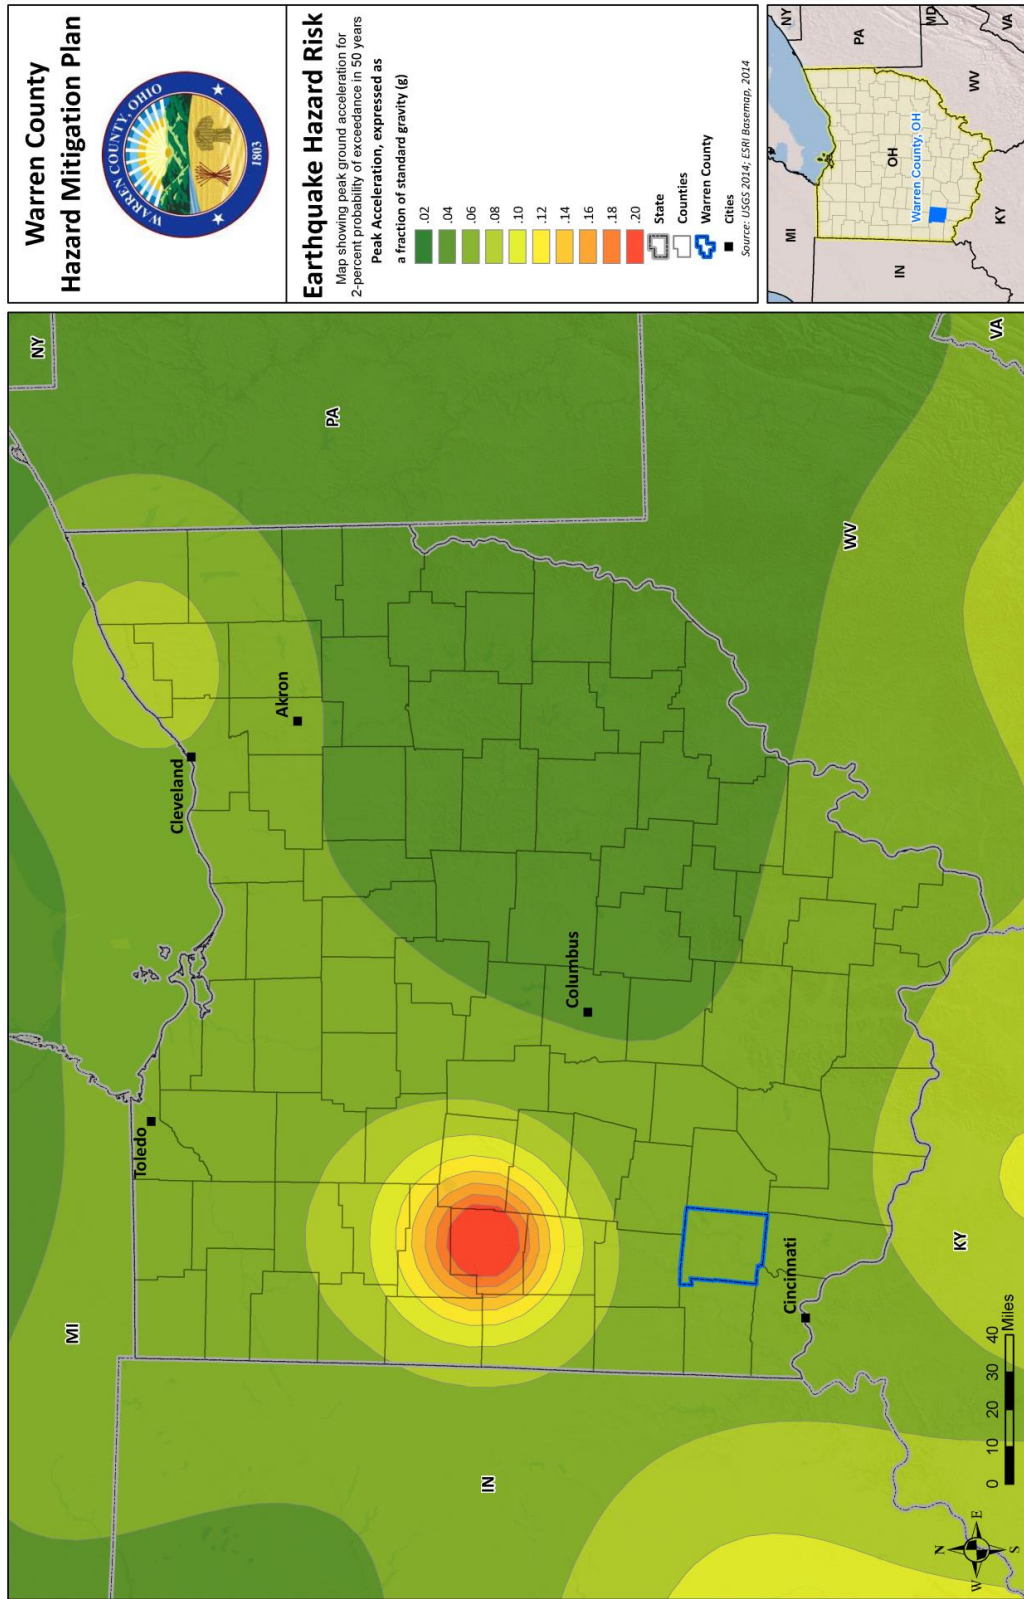 Warren County
Hazard Mitigation Plan
WARREN COUNTY, OHIO
1803
Earthquake Hazard Risk
Map showing peak ground acceleration for
2-percent probability of exceedance in 50 years
Peak Acceleration, expressed as
a fraction of standard gravity (g)
.02
.04
.06
.08
.10
.12
.14
.16
.18
.20
State
Counties
Warren County
Cities
Source: USGS 2014; ESRI Basemap, 2014
MI
NY
PA
OH
IN
MD
WV
VA
KY
Warren County, OH
NY
MI
PA
Toledo
Cleveland
Akron
IN
Columbus
WV
Cincinnati
KY
VA
N
W
E
S
0 10 20 30 40
Miles